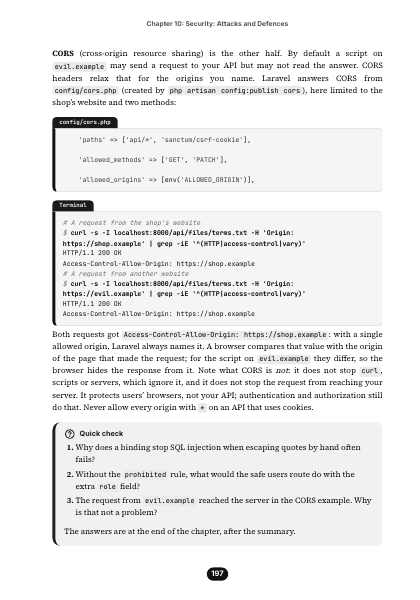 Chapter 10: Security: Attacks and Defences
CORS (cross-origin resource sharing) is the other half. By default a script on
evil.example may send a request to your API but may not read the answer. CORS
headers relax that for the origins you name. Laravel answers CORS from
config/cors.php (created by php artisan config:publish cors), here limited to the
shop's website and two methods:
config/cors.php
'paths' => ['api/*', 'sanctum/csrf-cookie'],
'allowed_methods' => ['GET', 'PATCH'],
'allowed_origins' => [env('ALLOWED_ORIGIN')],
Terminal
# A request from the shop's website
$ curl -s -I localhost:8000/api/files/terms.txt -H 'Origin:
https://shop.example' | grep -iE '^(HTTP|access-control|vary)'
HTTP/1.1 200 OK
Access-Control-Allow-Origin: https://shop.example
# A request from another website
$ curl -s -I localhost:8000/api/files/terms.txt -H 'Origin:
https://evil.example' | grep -iE '^(HTTP|access-control|vary)'
HTTP/1.1 200 OK
Access-Control-Allow-Origin: https://shop.example
Both requests got Access-Control-Allow-Origin: https://shop.example: with a single
allowed origin, Laravel always names it. A browser compares that value with the origin
of the page that made the request; for the script on evil.example they differ, so the
browser hides the response from it. Note what CORS is not: it does not stop curl,
scripts or servers, which ignore it, and it does not stop the request from reaching your
server. It protects users' browsers, not your API; authentication and authorization still
do that. Never allow every origin with * on an API that uses cookies.
Quick check
1. Why does a binding stop SQL injection when escaping quotes by hand often
fails?
2. Without the prohibited rule, what would the safe users route do with the
extra role field?
3. The request from evil.example reached the server in the CORS example. Why
is that not a problem?
The answers are at the end of the chapter, after the summary.
197